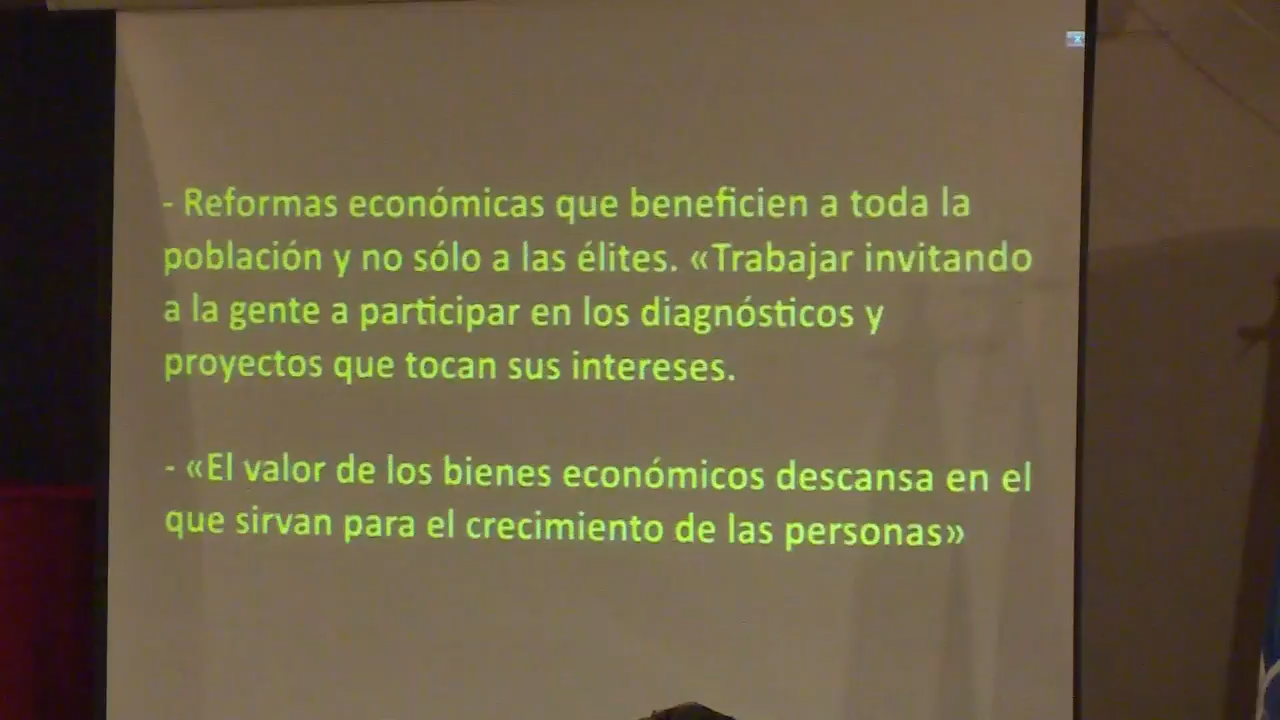 - Reformas económicas que beneficien a toda la
población y no sólo a las élites. «Trabajar invitando
a la gente a participar en los diagnósticos y
proyectos que tocan sus intereses.
- «El valor de los bienes económicos descansa en el
que sirvan para el crecimiento de las personas»